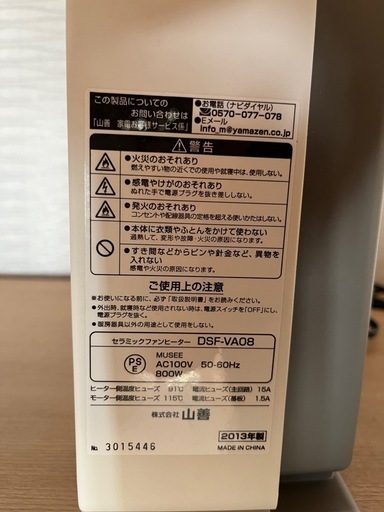 この製品についての
お問い合わせは
「山善 家電お客様サービス係」
●お電話（ナビダイヤル）
0570-077-078
●Eメール
info_m@yamazen.co.jp
警告
●火災のおそれあり
燃えやすい物の近くでの使用や就寝中は、使用しない。
●感電やけがのおそれあり
ぬれた手で電源プラグを抜き差ししない。
●発火のおそれあり
コンセントや配線器具の定格を超える使いかたはしない。
●本体に衣類やふとんをかけて使わない
過熱して、変形や故障・火災の原因になります。
●すき間などからピンや針金など、異物を
入れない
感電や火災の原因になります。
ご使用上の注意
●お使いになる前に、必ず「取扱説明書」をお読みください。
●外出時、就寝時など使用されない時は、電源スイッチを「OFF」にし、
電源プラグを抜く。
●暖房器具以外の用途として使用をしない。
セラミックファンヒーター DSF-VA08
PSE
MUSEE
AC100V 50-60Hz
800W
ヒーター側温度ヒューズ 91℃ 電流ヒューズ（主回路） 15A
モーター側温度ヒューズ 115℃ 電流ヒューズ（基板） 1.5A
株式会社 山善
№ 3015446
2013年製
MADE IN CHINA